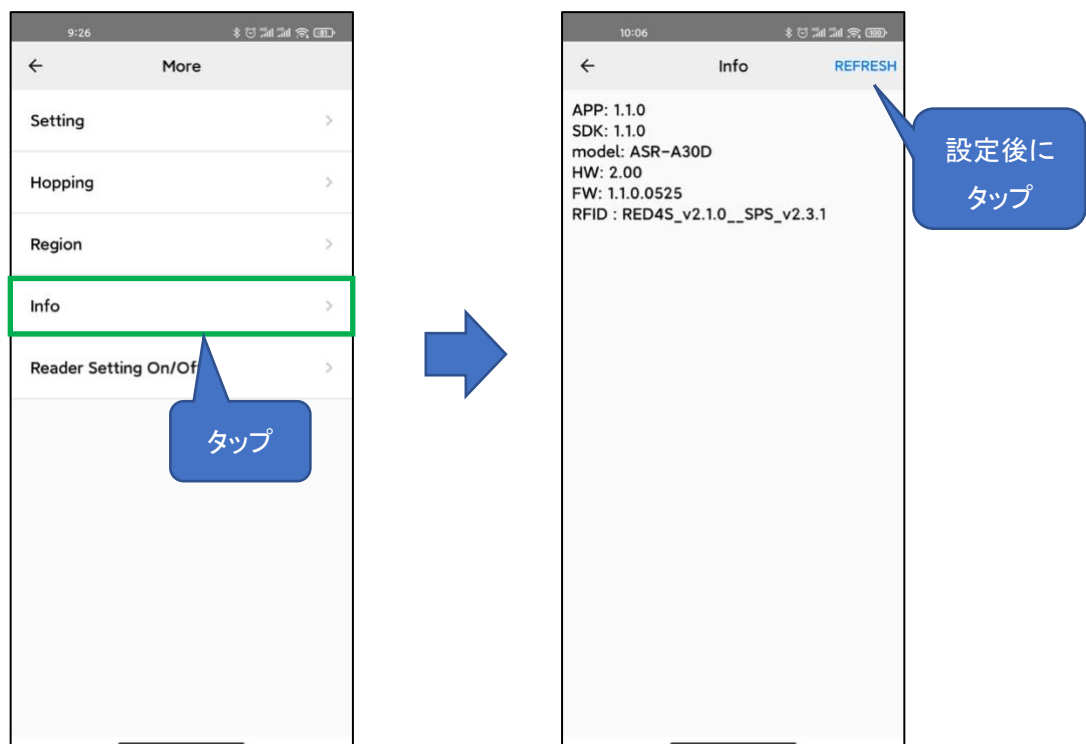 9:26
81
More
Setting
Hopping
Region
Info
Reader Setting On/Of
タップ
10:06
100
Info
REFRESH
APP: 1.1.0
SDK: 1.1.0
model: ASR-A30D
HW: 2.00
FW: 1.1.0.0525
RFID : RED4S_v2.1.0__SPS_v2.3.1
設定後に
タップ